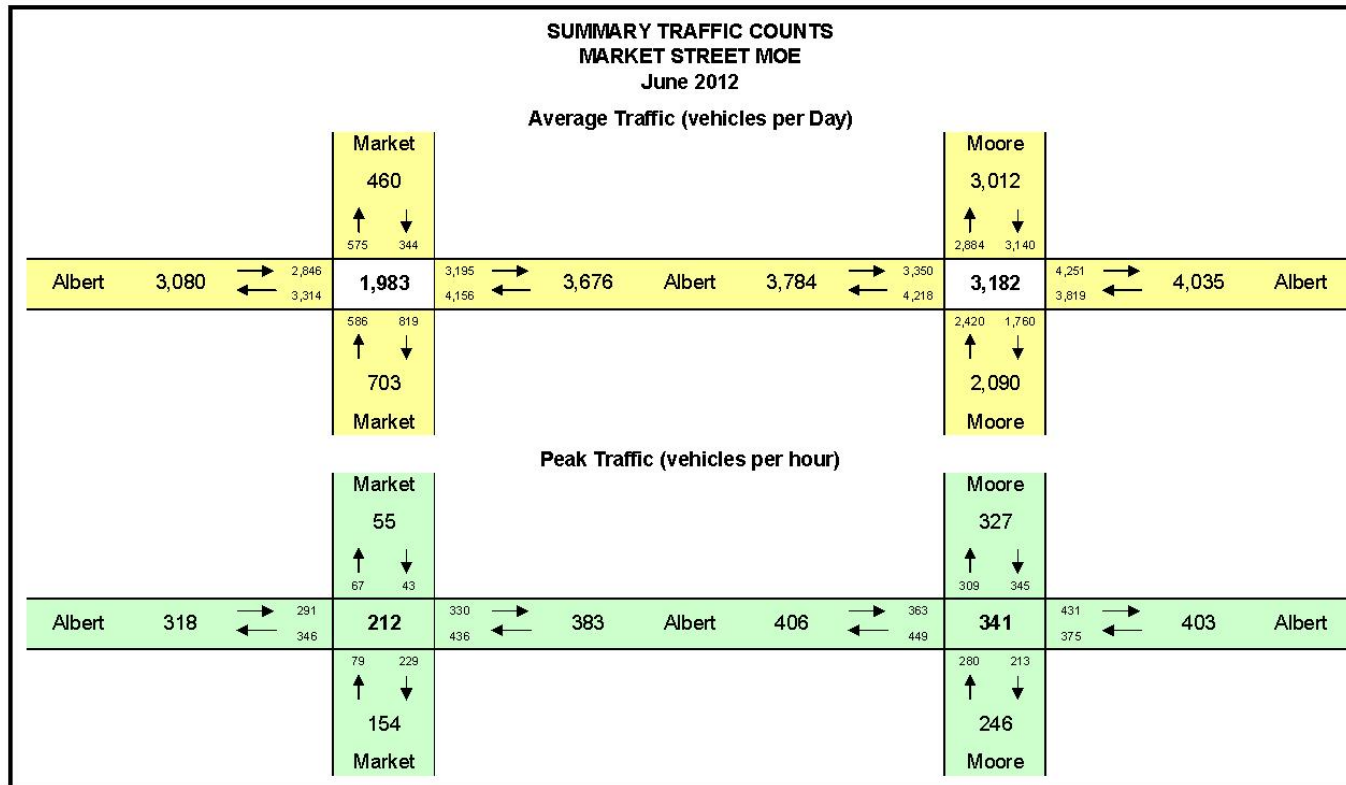 SUMMARY TRAFFIC COUNTS
MARKET STREET MOE
June 2012
Average Traffic (vehicles per Day)
Market Moore
460 3,012
575 344 2,884 3,140
Albert 3,080 2,846 1,983 3,195 3,676 Albert 3,784 3,350 3,182 4,251 4,035 Albert
3,314 4,156 4,218 3,819
586 819 2,420 1,760
703 2,090
Market Moore
Peak Traffic (vehicles per hour)
Market Moore
55 327
67 43 309 345
Albert 318 291 212 330 383 Albert 406 363 341 431 403 Albert
346 436 449 375
79 229 280 213
154 246
Market Moore